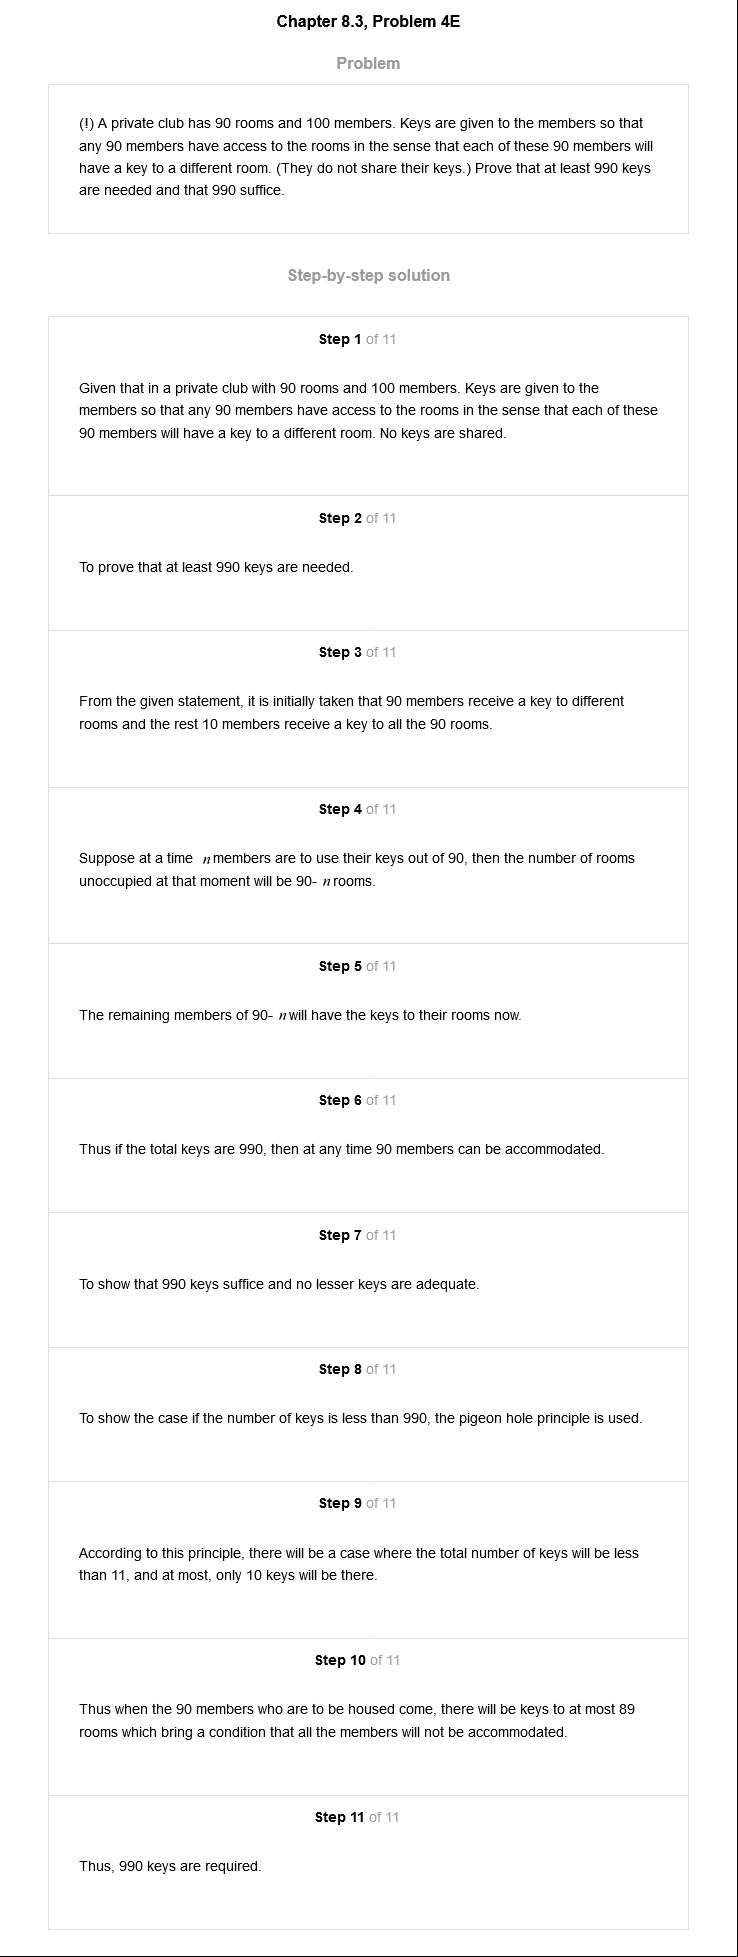 Chapter 8.3, Problem 4E
Problem
(!) A private club has 90 rooms and 100 members. Keys are given to the members so that
any 90 members have access to the rooms in the sense that each of these 90 members will
have a key to a different room. (They do not share their keys.) Prove that at least 990 keys
are needed and that 990 suffice.
Step-by-step solution
Step 1 of 11
Given that in a private club with 90 rooms and 100 members. Keys are given to the
members so that any 90 members have access to the rooms in the sense that each of these
90 members will have a key to a different room. No keys are shared.
Step 2 of 11
To prove that at least 990 keys are needed.
Step 3 of 11
From the given statement, it is initially taken that 90 members receive a key to different
rooms and the rest 10 members receive a key to all the 90 rooms.
Step 4 of 11
Suppose at a time n members are to use their keys out of 90, then the number of rooms
unoccupied at that moment will be 90- n rooms.
Step 5 of 11
The remaining members of 90- n will have the keys to their rooms now.
Step 6 of 11
Thus if the total keys are 990, then at any time 90 members can be accommodated.
Step 7 of 11
To show that 990 keys suffice and no lesser keys are adequate.
Step 8 of 11
To show the case if the number of keys is less than 990, the pigeon hole principle is used.
Step 9 of 11
According to this principle, there will be a case where the total number of keys will be less
than 11, and at most, only 10 keys will be there.
Step 10 of 11
Thus when the 90 members who are to be housed come, there will be keys to at most 89
rooms which bring a condition that all the members will not be accommodated.
Step 11 of 11
Thus, 990 keys are required.